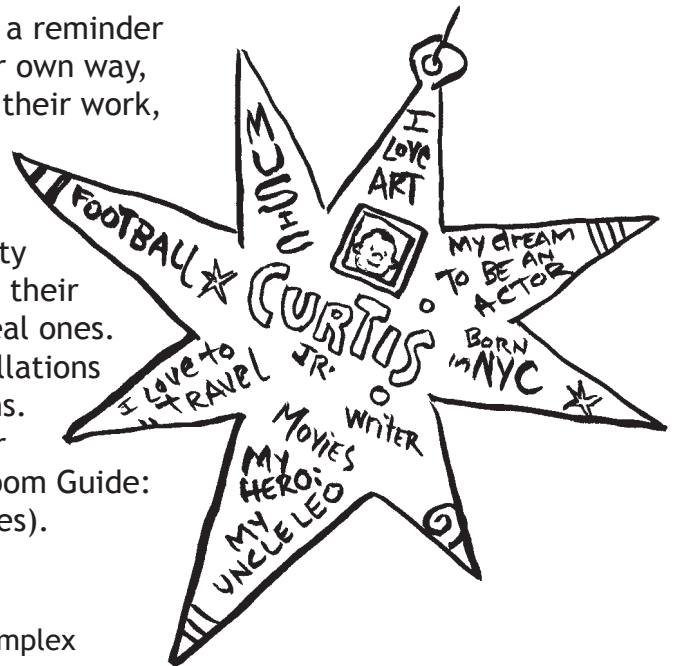 a reminder
r own way,
their work,
ty
their
eal ones.
llations
ns.
r
oom Guide:
es).
mplex
I
LOVE
ART
MUSHU
FOOTBALL
MY dREAM
TO BE AN
ACTOR
CURTIS
JR.
BORN
in NYC
I LOVE to
TRAVEL
WRITER
MOVIES
MY
HERO:
MY
UNCLE LEO